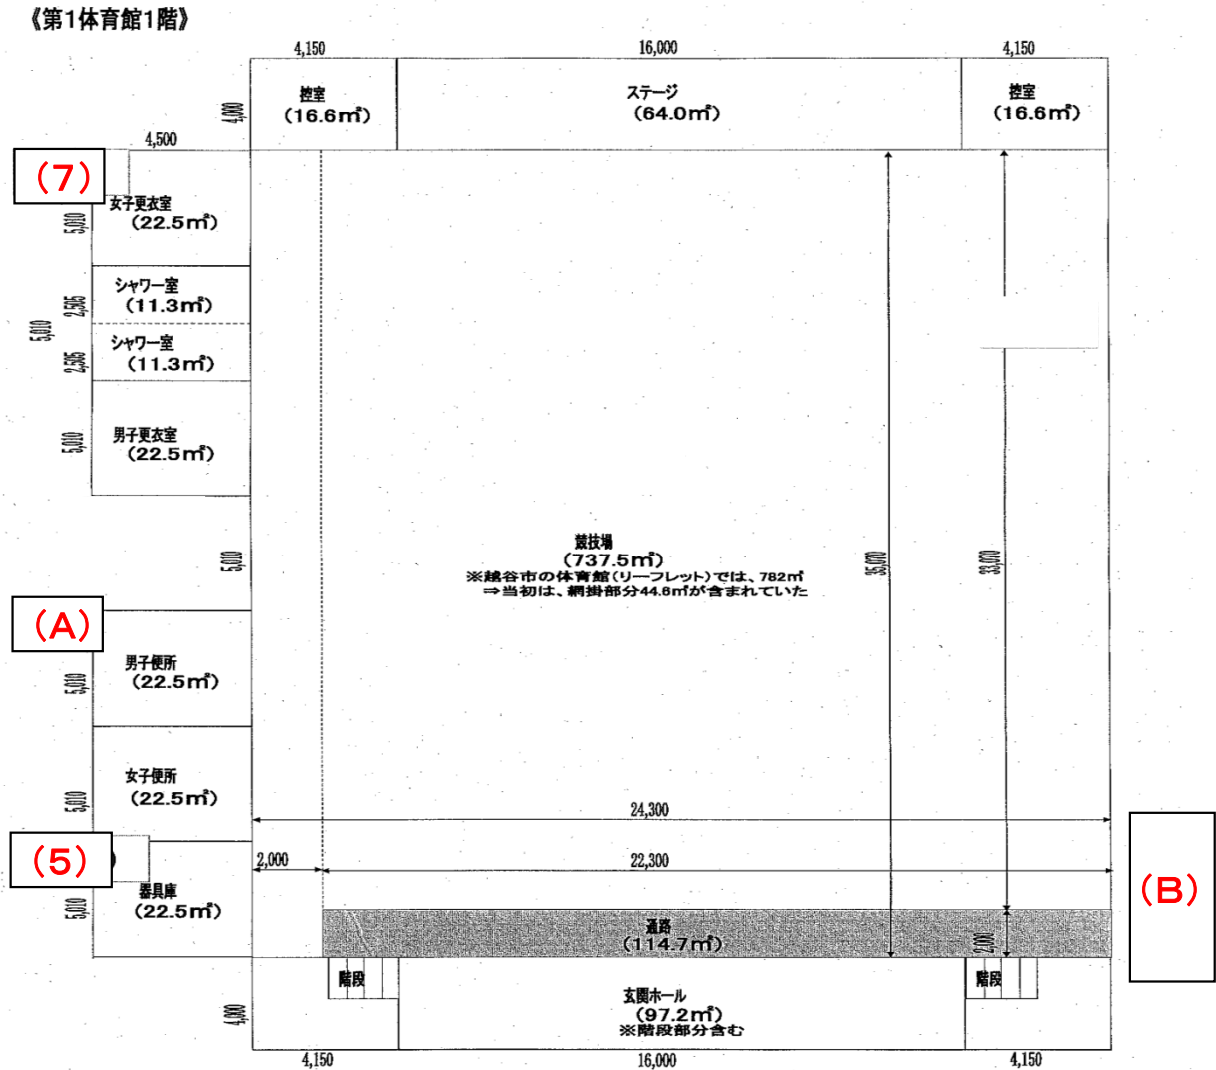 《第1体育館1階》
4,150
16,000
4,150
控室
(16.6㎡)
ステージ
(64.0㎡)
控室
(16.6㎡)
4,000
4,500
(7)
女子更衣室
(22.5㎡)
5,010
シャワー室
(11.3㎡)
2,505
5,010
シャワー室
(11.3㎡)
2,505
男子更衣室
(22.5㎡)
5,010
競技場
(737.5㎡)
※越谷市の体育館(リーフレット)では、782㎡
⇒当初は、網掛部分44.6㎡が含まれていた
5,010
35,070
33,070
(A)
男子便所
(22.5㎡)
5,010
女子便所
(22.5㎡)
5,010
24,300
(5)
2,000
22,300
(B)
器具庫
(22.5㎡)
5,010
通路
(114.7㎡)
2,000
階段
階段
玄関ホール
(97.2㎡)
※階段部分含む
4,000
4,150
16,000
4,150